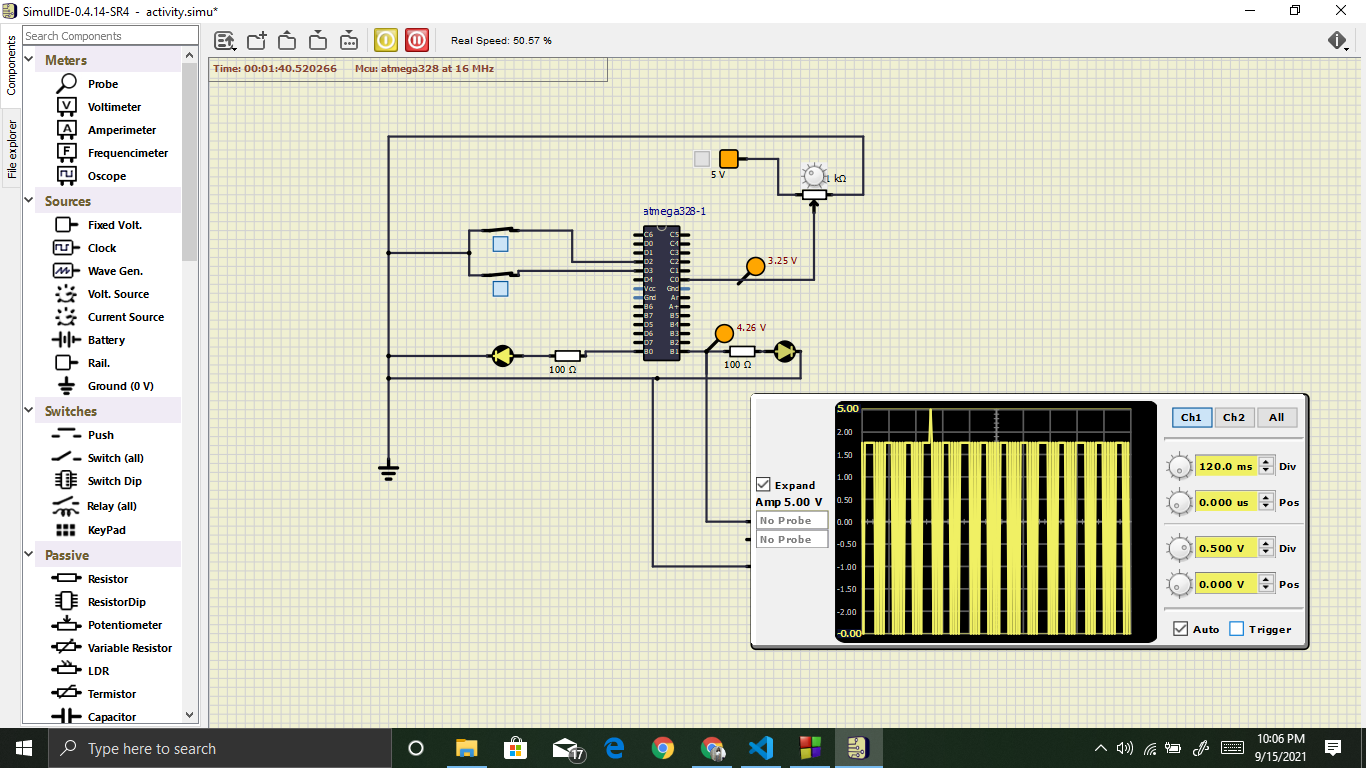 SimulIDE-0.4.14-SR4 - activity.simu*
Components
File explorer
Search Components
Real Speed: 50.57 %
Meters
Probe
Voltimeter
Amperimeter
Frequencimeter
Oscope
Sources
Fixed Volt.
Clock
Wave Gen.
Volt. Source
Current Source
Battery
Rail.
Ground (0 V)
Switches
Push
Switch (all)
Switch Dip
Relay (all)
KeyPad
Passive
Resistor
ResistorDip
Potentiometer
Variable Resistor
LDR
Termistor
Capacitor
Time: 00:01:40.520266 Mcu: atmega328 at 16 MHz
5 V
1 kΩ
atmega328-1
C6 C5
D0 C4
D1 C3
D2 C2
D3 C1
D4 C0
Vcc Gnd
Gnd Ar
B6 A+
B7 B5
D5 B4
D6 B3
D7 B2
B0 B1
3.25 V
4.26 V
100 Ω
100 Ω
Expand
Amp 5.00 V
No Probe
No Probe
5.00
2.00
1.50
1.00
0.50
0.00
-0.50
-1.00
-1.50
-2.00
-0.00
Ch1 Ch2 All
120.0 ms Div
0.000 us Pos
0.500 V Div
0.000 V Pos
Auto Trigger
Type here to search
17
10:06 PM
9/15/2021